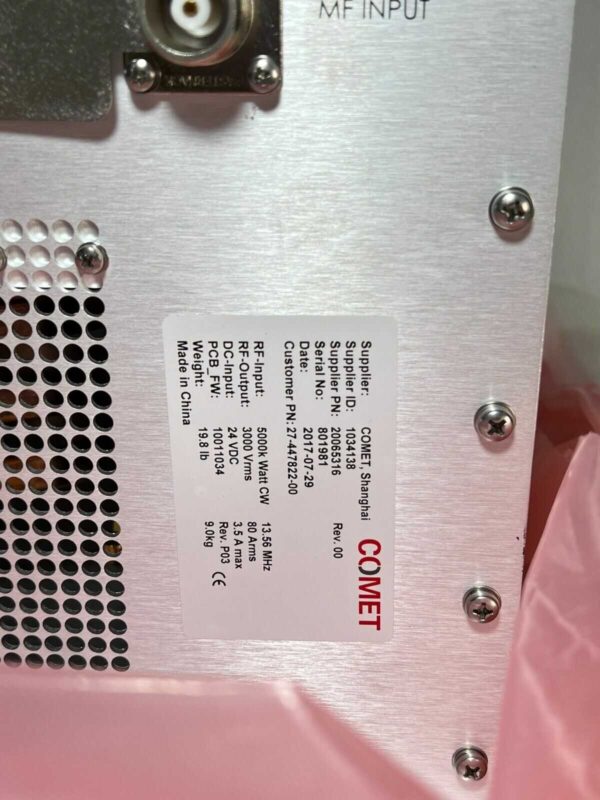 MF INPUT
COMET
Supplier: COMET, Shanghai
Supplier ID: 1034138
Supplier PN: 20065316 Rev. 00
Serial No: 801981
Date: 2017-07-29
Customer PN: 27-447822-00
RF-Input: 5000k Watt CW 13.56 MHz
RF-Output: 3000 Vrms 80 Arms
DC-Input: 24 VDC 3.5 A max
PCB_FW: 10011034 Rev. P03
Weight: 19.8 lb 9.0kg
Made in China CE